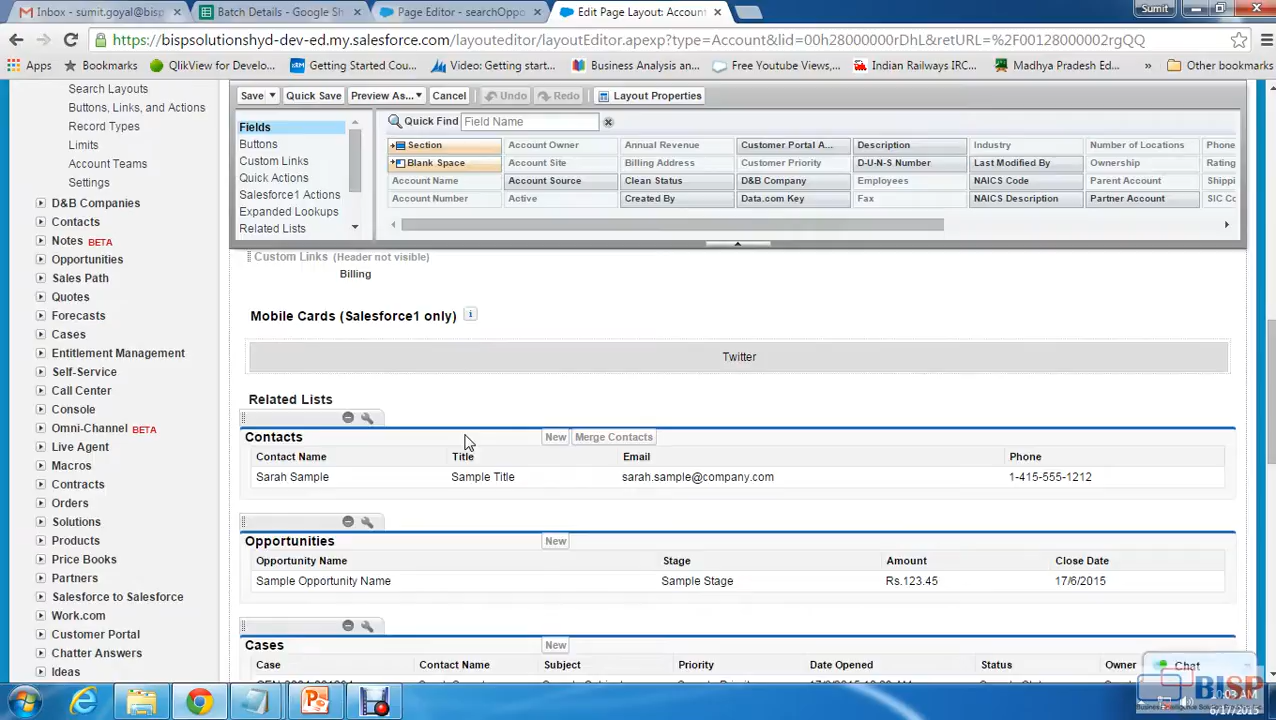 Inbox - sumit.goyal@bisp
Batch Details - Google Sh
Page Editor - searchOppo
Edit Page Layout: Accoun
Sumit
https://bispsolutionshyd-dev-ed.my.salesforce.com/layouteditor/layoutEditor.apexp?type=Account&lid=00h28000000rDhL&retURL=%2F00128000002rgQQ
Apps
Bookmarks
QlikView for Develo...
Getting Started Cou...
Video: Getting start...
Business Analysis an...
Free Youtube Views,...
Indian Railways IRC...
Madhya Pradesh Ed...
»
Other bookmarks
Search Layouts
Buttons, Links, and Actions
Record Types
Limits
Account Teams
Settings
D&B Companies
Contacts
Notes BETA
Opportunities
Sales Path
Quotes
Forecasts
Cases
Entitlement Management
Self-Service
Call Center
Console
Omni-Channel BETA
Live Agent
Macros
Contracts
Orders
Solutions
Products
Price Books
Partners
Salesforce to Salesforce
Work.com
Customer Portal
Chatter Answers
Ideas
Save Quick Save Preview As... Cancel Undo Redo Layout Properties
Fields
Buttons
Custom Links
Quick Actions
Salesforce1 Actions
Expanded Lookups
Related Lists
Quick Find Field Name
Section Account Owner Annual Revenue Customer Portal A... Description Industry Number of Locations Phone
Blank Space Account Site Billing Address Customer Priority D-U-N-S Number Last Modified By Ownership Rating
Account Name Account Source Clean Status D&B Company Employees NAICS Code Parent Account Shippi
Account Number Active Created By Data.com Key Fax NAICS Description Partner Account SIC Co
Custom Links (Header not visible)
Billing
Mobile Cards (Salesforce1 only) i
Twitter
Related Lists
Contacts New Merge Contacts
Contact Name Title Email Phone
Sarah Sample Sample Title sarah.sample@company.com 1-415-555-1212
Opportunities New
Opportunity Name Stage Amount Close Date
Sample Opportunity Name Sample Stage Rs.123.45 17/6/2015
Cases New
Case Contact Name Subject Priority Date Opened Status Owner
Chat
BISP
6/17/2015